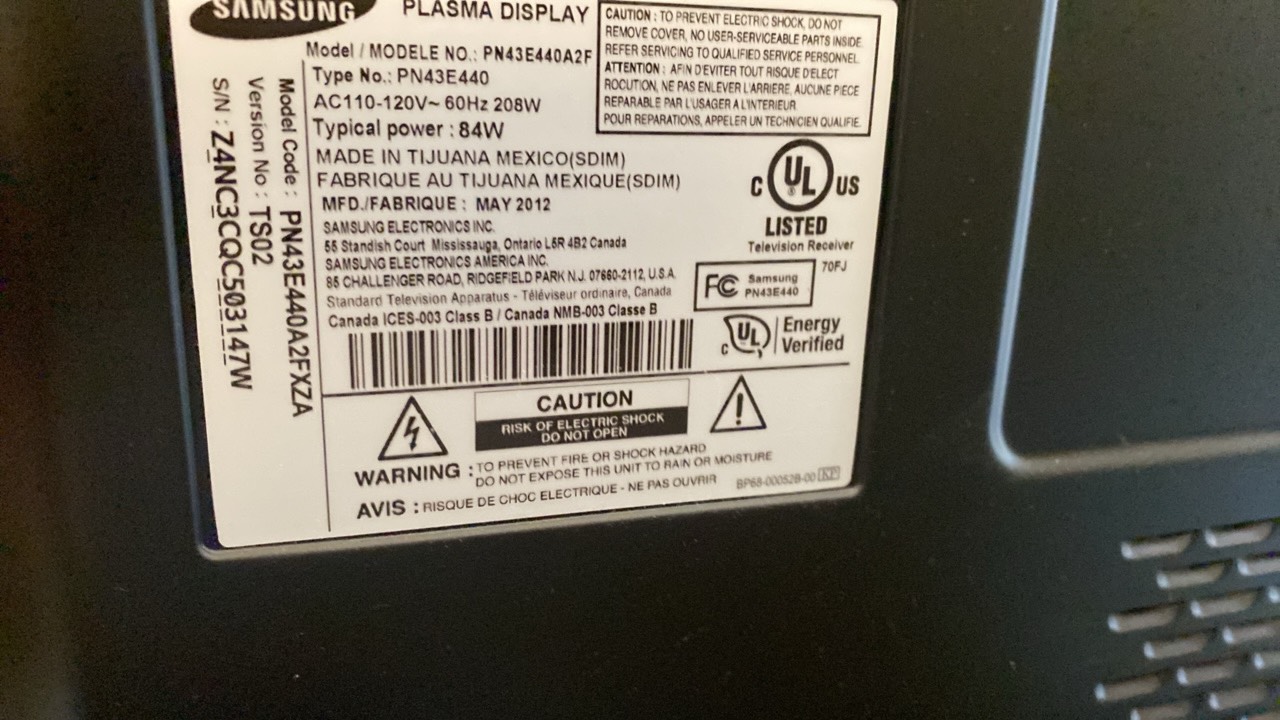 SAMSUNG
PLASMA DISPLAY
Model / MODELE NO.: PN43E440A2F
Type No.: PN43E440
AC110-120V~ 60Hz 208W
Typical power : 84W
MADE IN TIJUANA MEXICO(SDIM)
FABRIQUE AU TIJUANA MEXIQUE(SDIM)
MFD./FABRIQUE : MAY 2012
SAMSUNG ELECTRONICS INC.
55 Standish Court Mississauga, Ontario L5R 4B2 Canada
SAMSUNG ELECTRONICS AMERICA INC.
85 CHALLENGER ROAD, RIDGEFIELD PARK N.J. 07660-2112, U.S.A.
Standard Television Apparatus - Téléviseur ordinaire, Canada
Canada ICES-003 Class B / Canada NMB-003 Classe B
CAUTION : TO PREVENT ELECTRIC SHOCK, DO NOT
REMOVE COVER, NO USER-SERVICEABLE PARTS INSIDE.
REFER SERVICING TO QUALIFIED SERVICE PERSONNEL.
ATTENTION : AFIN D'EVITER TOUT RISQUE D'ELECT
ROCUTION, NE PAS ENLEVER L'ARRIERE, AUCUNE PIECE
REPARABLE PAR L'USAGER A L'INTERIEUR.
POUR REPARATIONS, APPELER UN TECHNICIEN QUALIFIE.
C UL US
LISTED
Television Receiver
70FJ
FC Samsung
PN43E440
C UL Energy
Verified
Model Code : PN43E440A2FXZA
Version No : TS02
S/N : Z4NC3CQC503147W
CAUTION
RISK OF ELECTRIC SHOCK
DO NOT OPEN
WARNING : TO PREVENT FIRE OR SHOCK HAZARD
DO NOT EXPOSE THIS UNIT TO RAIN OR MOISTURE
AVIS : RISQUE DE CHOC ELECTRIQUE - NE PAS OUVRIR
BP68-00052B-00